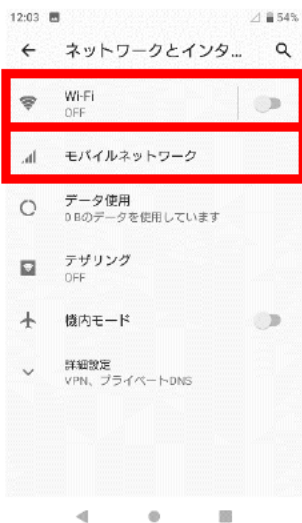 12:03
54%
ネットワークとインタ...
Wi-Fi
OFF
モバイルネットワーク
データ使用
0 Bのデータを使用しています
テザリング
OFF
機内モード
詳細設定
VPN、プライベートDNS